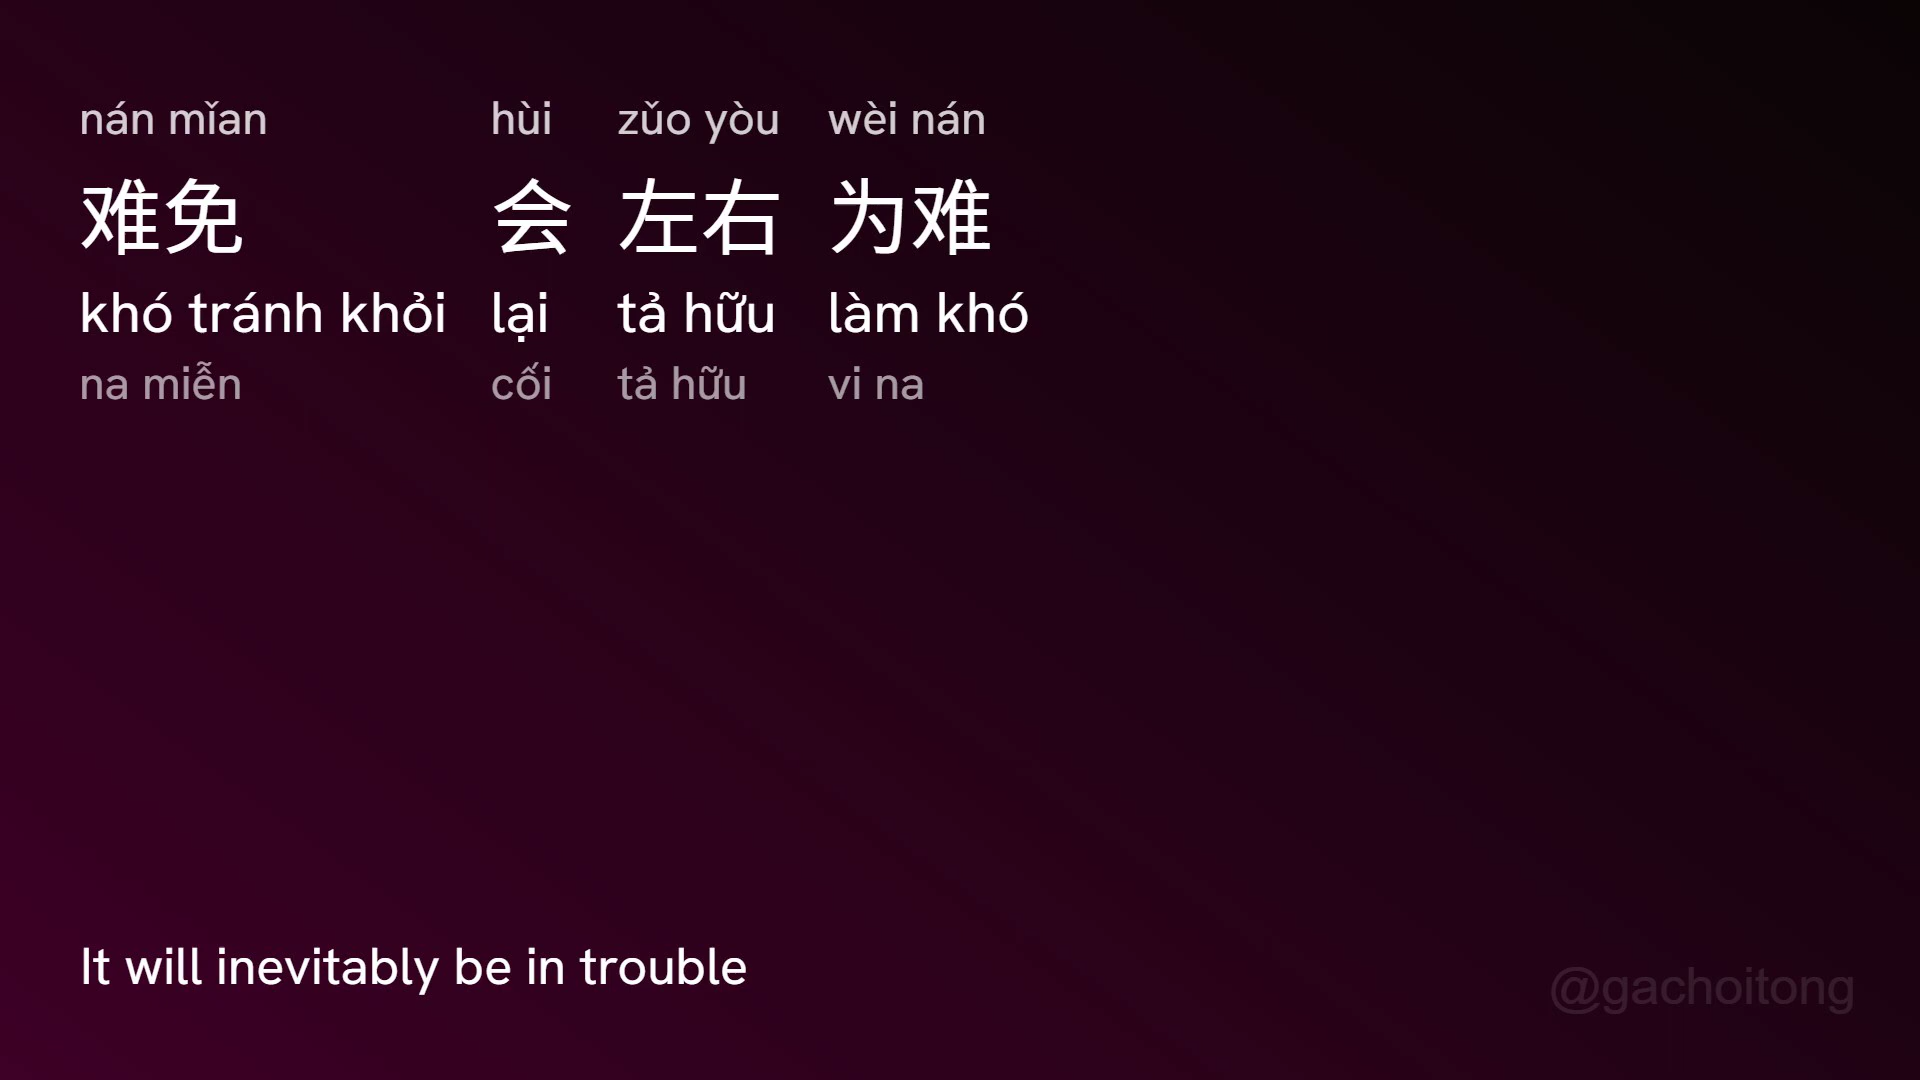 nán mǐan hùi zǔo yòu wèi nán
难免 会 左右 为难
khó tránh khỏi lại tả hữu làm khó
na miễn cối tả hữu vi na
It will inevitably be in trouble
@gachoitong